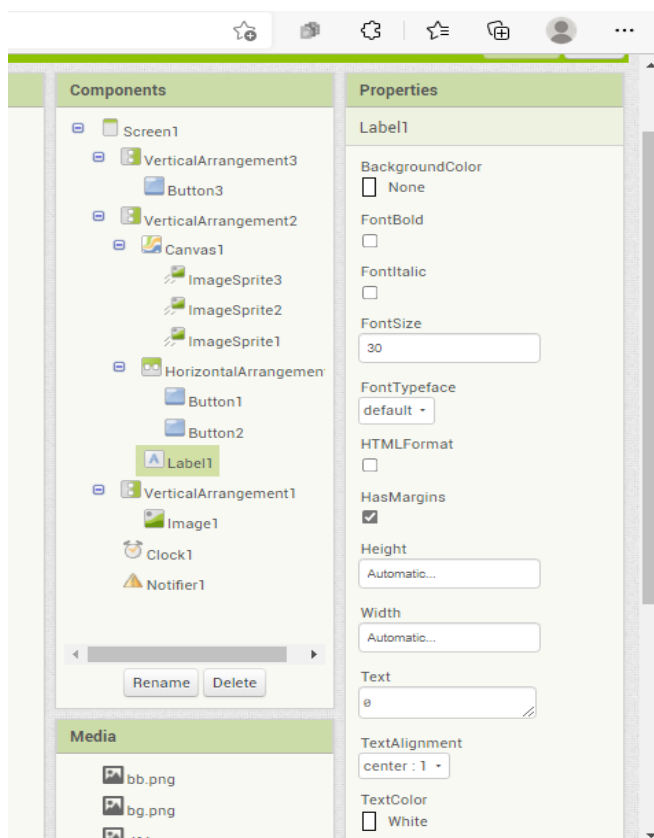 Components
Screen1
VerticalArrangement3
Button3
VerticalArrangement2
Canvas1
ImageSprite3
ImageSprite2
ImageSprite1
HorizontalArrangemen
Button1
Button2
Label1
VerticalArrangement1
Image1
Clock1
Notifier1
Rename Delete
Media
bb.png
bg.png
Properties
Label1
BackgroundColor
None
FontBold
FontItalic
FontSize
30
FontTypeface
default
HTMLFormat
HasMargins
Height
Automatic...
Width
Automatic...
Text
0
TextAlignment
center : 1
TextColor
White